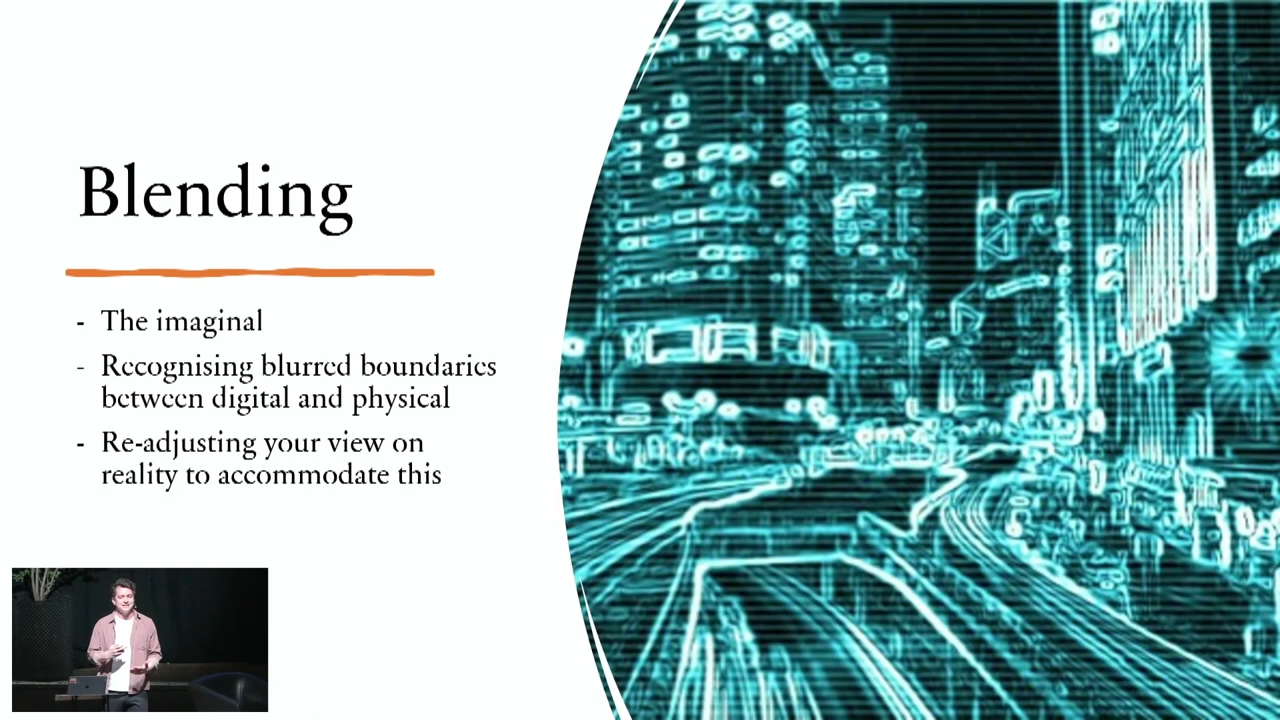 Blending
- The imaginal
- Recognising blurred boundaries
between digital and physical
- Re-adjusting your view on
reality to accommodate this